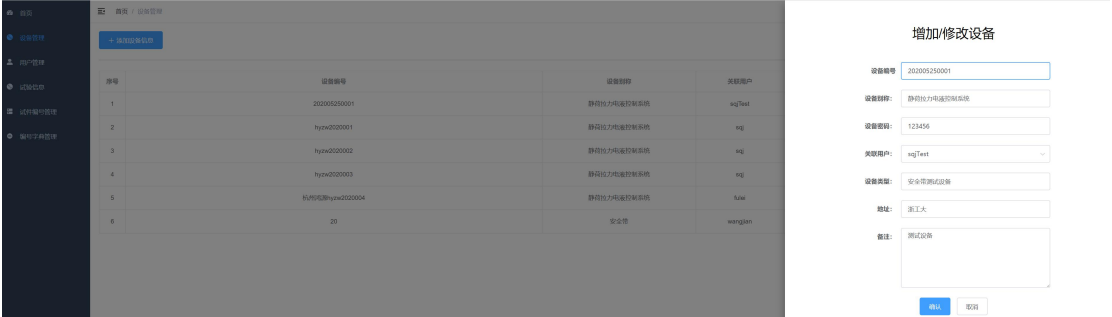 首页
设备管理
用户管理
试验信息
试件编号管理
编号字典管理
首页 / 设备管理
+ 添加设备信息
序号 设备编号 设备别称 关联用户
1 202005250001 静荷拉力电液控制系统 sqjTest
2 hyzw2020001 静荷拉力电液控制系统 sqj
3 hyzw2020002 静荷拉力电液控制系统 sqj
4 hyzw2020003 静荷拉力电液控制系统 sqj
5 杭州鸿源hyzw2020004 静荷拉力电液控制系统 fulei
6 20 安全带 wangjian
增加/修改设备
设备编号 202005250001
设备别称: 静荷拉力电液控制系统
设备密码: 123456
关联用户: sqjTest
设备类型: 安全带测试设备
地址: 浙工大
备注: 测试设备
确认 取消